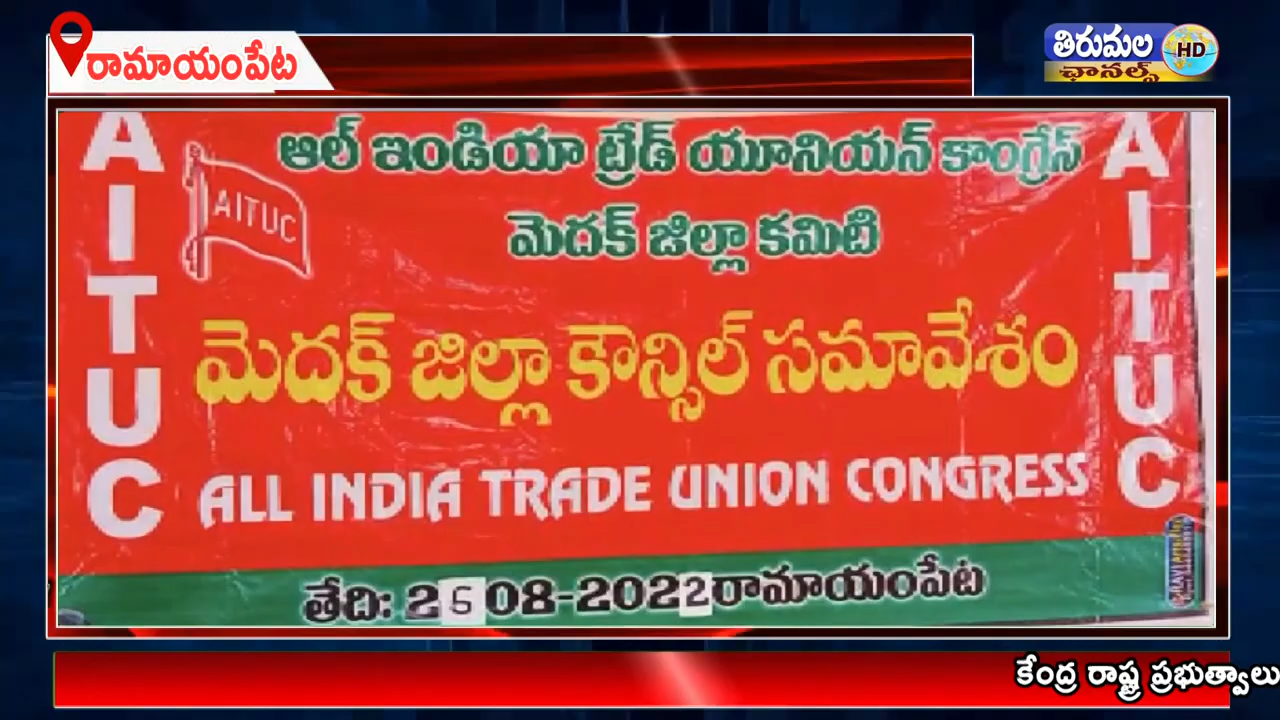 రామాయంపేట
తిరుమల
HD
ఛానల్స్
AITUC
AITUC
ఆల్ ఇండియా ట్రేడ్ యూనియన్ కాంగ్రేస్
మెదక్ జిల్లా కమిటి
మెదక్ జిల్లా కౌన్సిల్ సమావేశం
ALL INDIA TRADE UNION CONGRESS
తేది: 25 08-2022 రామాయంపేట
AITUC
కేంద్ర రాష్ట్ర ప్రభుత్వాలు